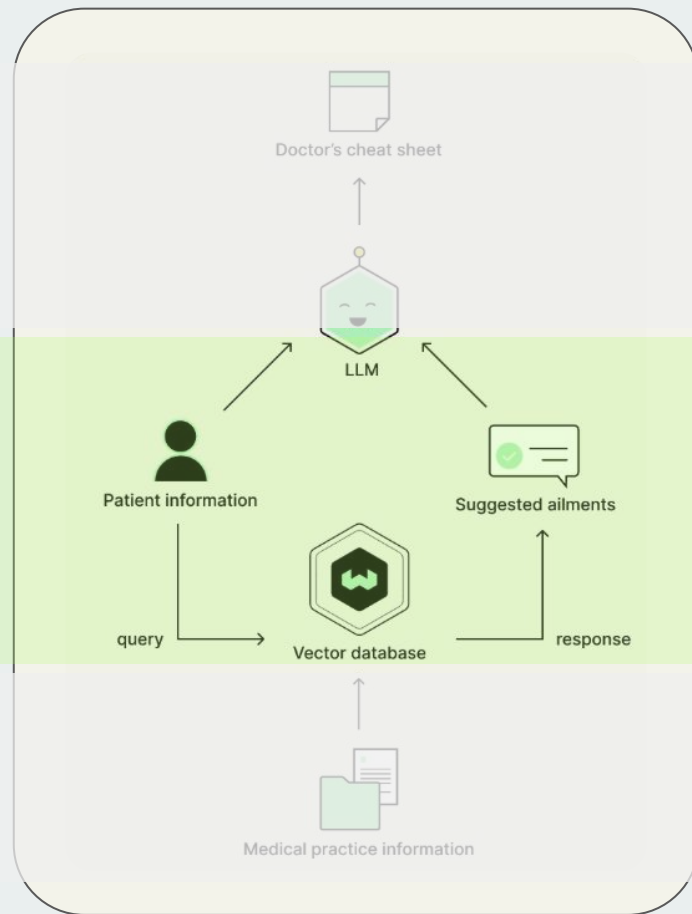 Doctor's cheat sheet
LLM
Patient information
Suggested ailments
query
Vector database
response
Medical practice information